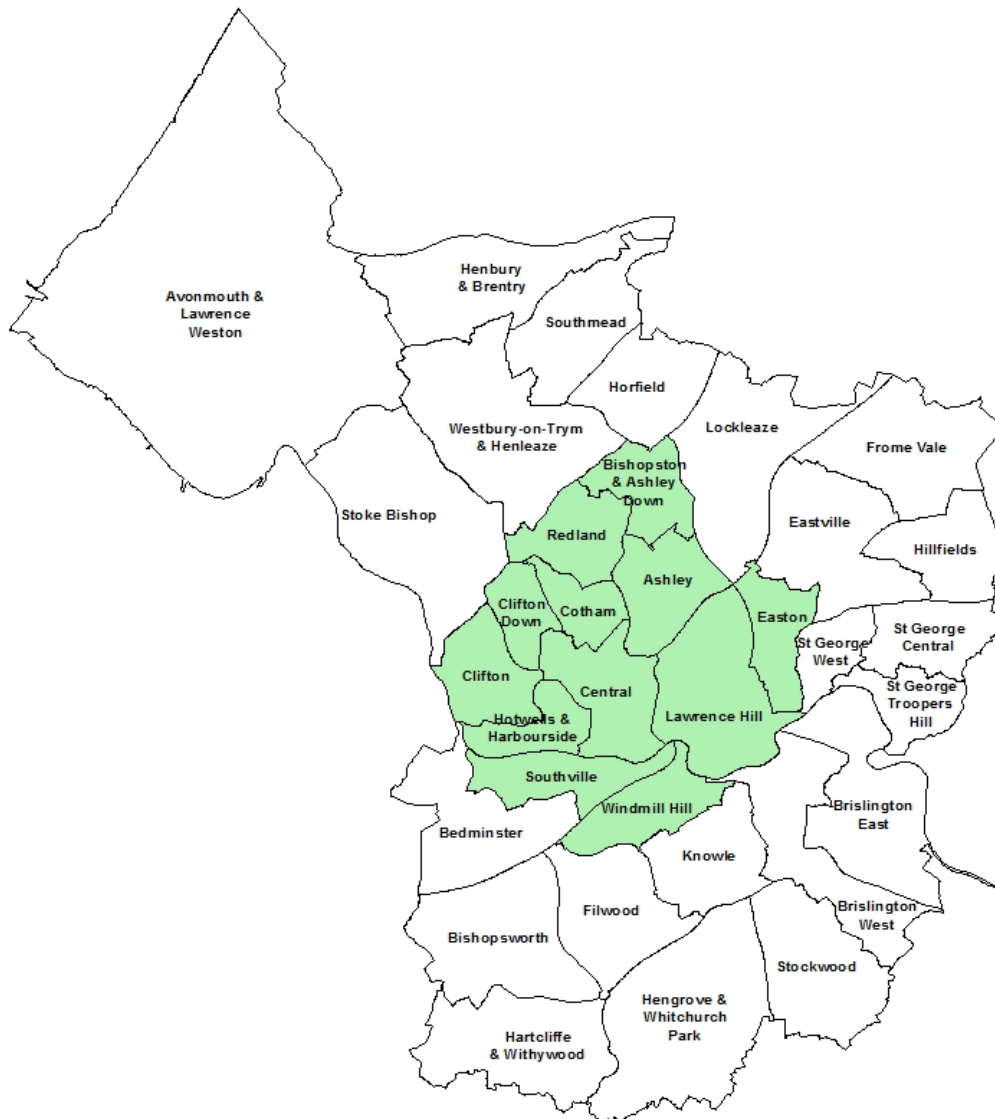 Henbury
& Brentry
Avonmouth &
Lawrence
Weston
Southmead
Horfield
Westbury-on-Trym
& Henleaze
Lockleaze
Frome Vale
Bishopston
& Ashley
Down
Stoke Bishop
Eastville
Redland
Hillfields
Ashley
Clifton
Down
Cotham
Easton
St George
West
St George
Central
Clifton
Central
St George
Troopers
Hill
Hotwells &
Harbourside
Lawrence Hill
Southville
Windmill Hill
Bedminster
Brislington
East
Knowle
Filwood
Brislington
West
Bishopsworth
Stockwood
Hengrove &
Whitchurch
Park
Hartcliffe
& Withywood